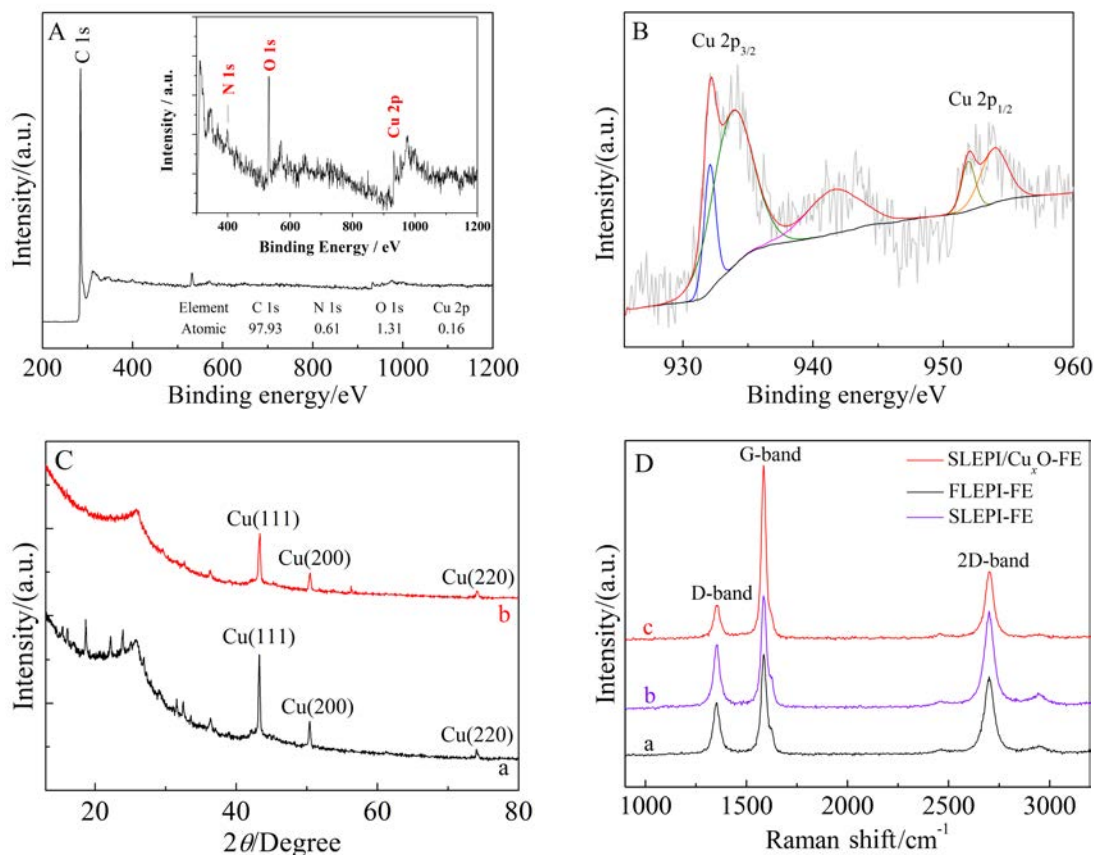 A
C 1s
N 1s
O 1s
Cu 2p
Intensity / a.u.
400 600 800 1000 1200
Binding Energy / eV
Element C 1s N 1s O 1s Cu 2p
Atomic 97.93 0.61 1.31 0.16
Intensity/(a.u.)
200 400 600 800 1000 1200
Binding energy/eV
B
Cu 2p3/2
Cu 2p1/2
Intensity/(a.u.)
930 940 950 960
Binding energy/eV
C
Cu(111)
Cu(200)
Cu(220)
b
Cu(111)
Cu(200)
Cu(220)
a
Intensity/(a.u.)
20 40 60 80
2θ/Degree
D
G-band
SLEPI/CuxO-FE
FLEPI-FE
SLEPI-FE
D-band
2D-band
c
b
a
Intensity/(a.u.)
1000 1500 2000 2500 3000
Raman shift/cm-1